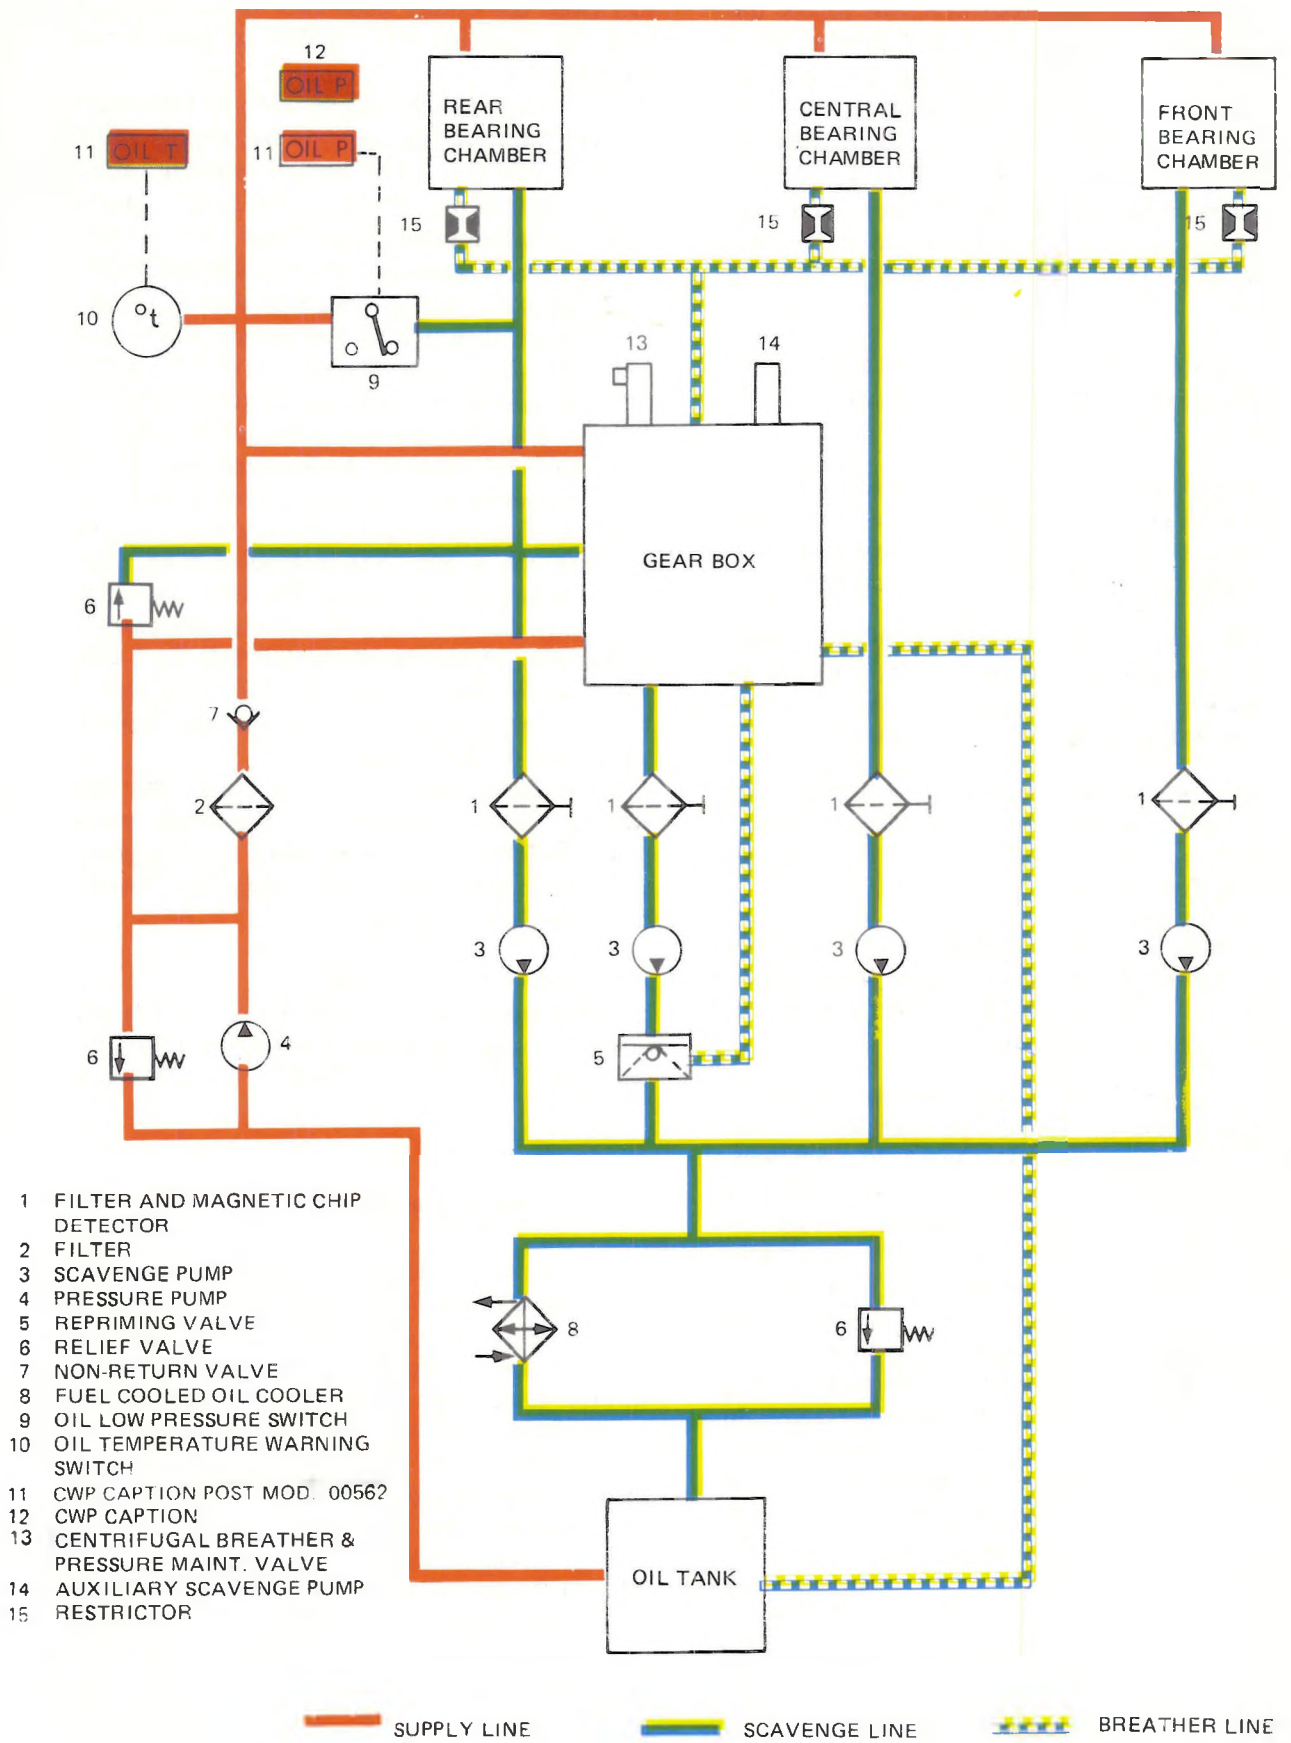 12
OIL P
11 OIL T
11 OIL P
REAR
BEARING
CHAMBER
CENTRAL
BEARING
CHAMBER
FRONT
BEARING
CHAMBER
15
15
15
10
°t
9
13
14
GEAR BOX
6
7
2
1
1
1
1
3
3
3
3
6
4
5
8
6
OIL TANK
1 FILTER AND MAGNETIC CHIP
DETECTOR
2 FILTER
3 SCAVENGE PUMP
4 PRESSURE PUMP
5 REPRIMING VALVE
6 RELIEF VALVE
7 NON-RETURN VALVE
8 FUEL COOLED OIL COOLER
9 OIL LOW PRESSURE SWITCH
10 OIL TEMPERATURE WARNING
SWITCH
11 CWP CAPTION POST MOD. 00562
12 CWP CAPTION
13 CENTRIFUGAL BREATHER &
PRESSURE MAINT. VALVE
14 AUXILIARY SCAVENGE PUMP
15 RESTRICTOR
SUPPLY LINE
SCAVENGE LINE
BREATHER LINE